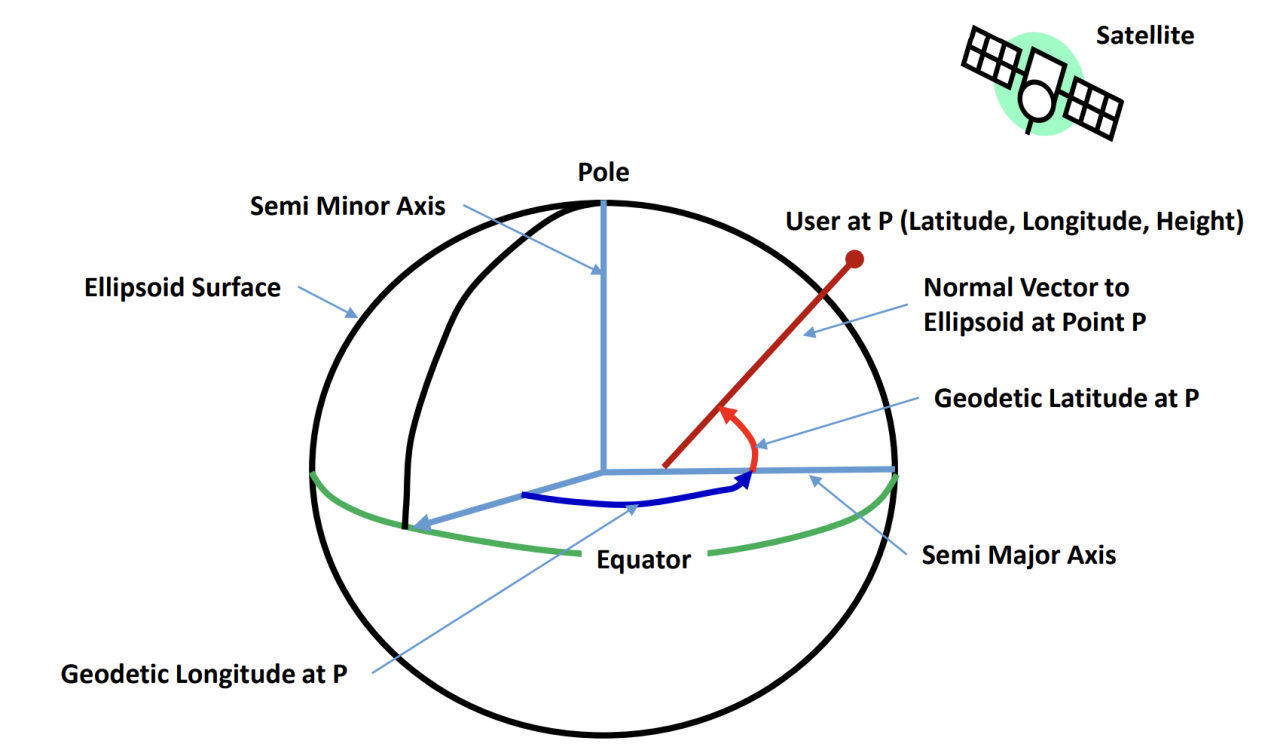 Satellite
Pole
Semi Minor Axis
User at P (Latitude, Longitude, Height)
Ellipsoid Surface
Normal Vector to
Ellipsoid at Point P
Geodetic Latitude at P
Equator
Semi Major Axis
Geodetic Longitude at P